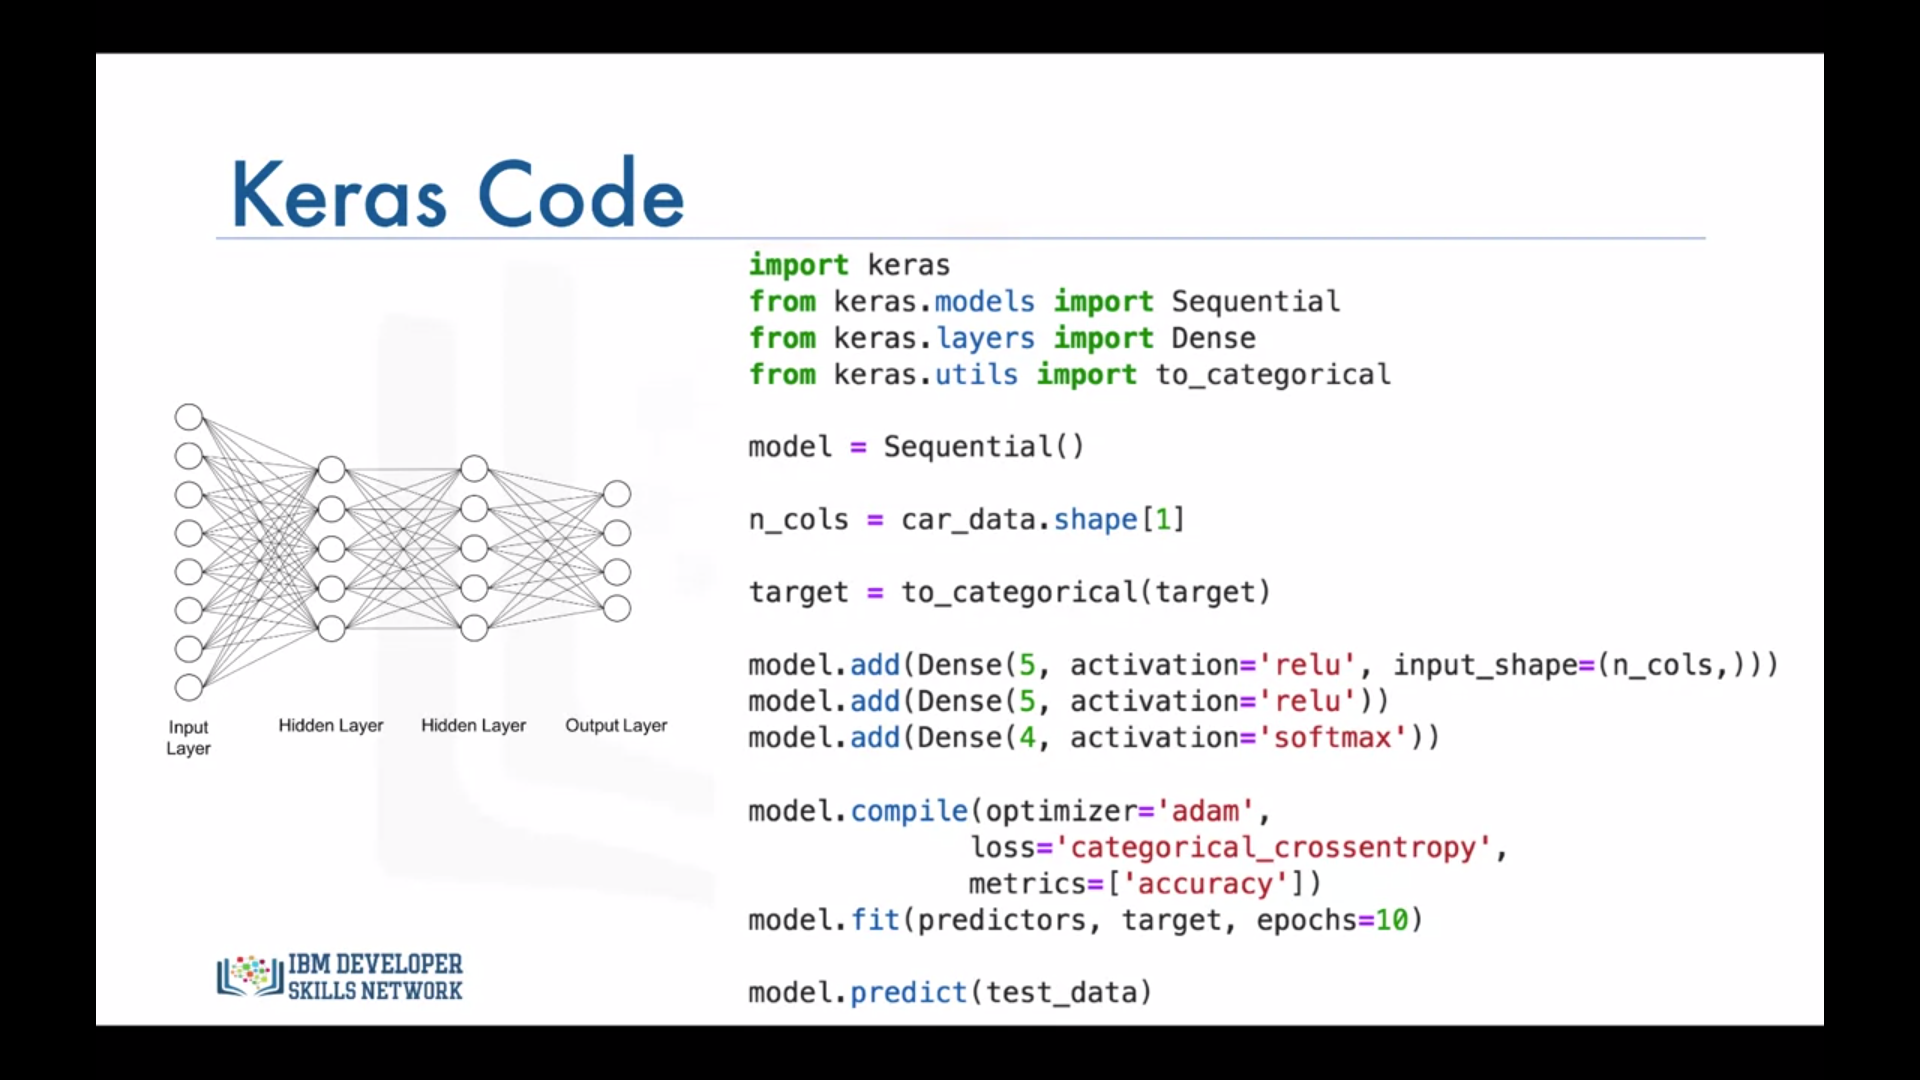 Keras Code
import keras
from keras.models import Sequential
from keras.layers import Dense
from keras.utils import to_categorical
model = Sequential()
n_cols = car_data.shape[1]
target = to_categorical(target)
model.add(Dense(5, activation='relu', input_shape=(n_cols,)))
model.add(Dense(5, activation='relu'))
model.add(Dense(4, activation='softmax'))
model.compile(optimizer='adam',
loss='categorical_crossentropy',
metrics=['accuracy'])
model.fit(predictors, target, epochs=10)
model.predict(test_data)
Input
Layer
Hidden Layer
Hidden Layer
Output Layer
IBM DEVELOPER
SKILLS NETWORK